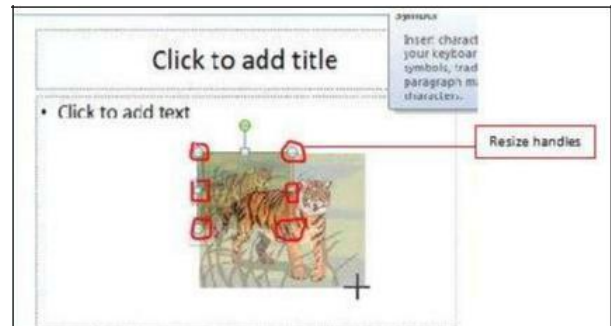 Symbol
Insert charact
your keyboar
symbols, trad
paragraph ma
characters.
Click to add title
• Click to add text
Resize handles